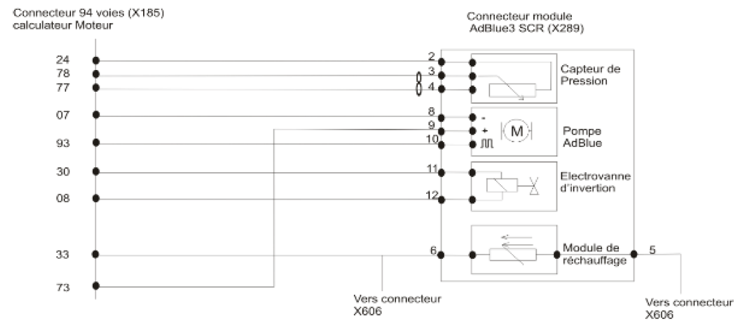 Connecteur 94 voies (X185)
calculateur Moteur
Connecteur module
AdBlue3 SCR (X289)
24
2
78
3
77
4
Capteur de
Pression
07
8
-
9
+
M
93
10
Pompe
AdBlue
30
11
08
12
Electrovanne
d'invertion
33
6
Module de
réchauffage
5
73
Vers connecteur
X606
Vers connecteur
X606